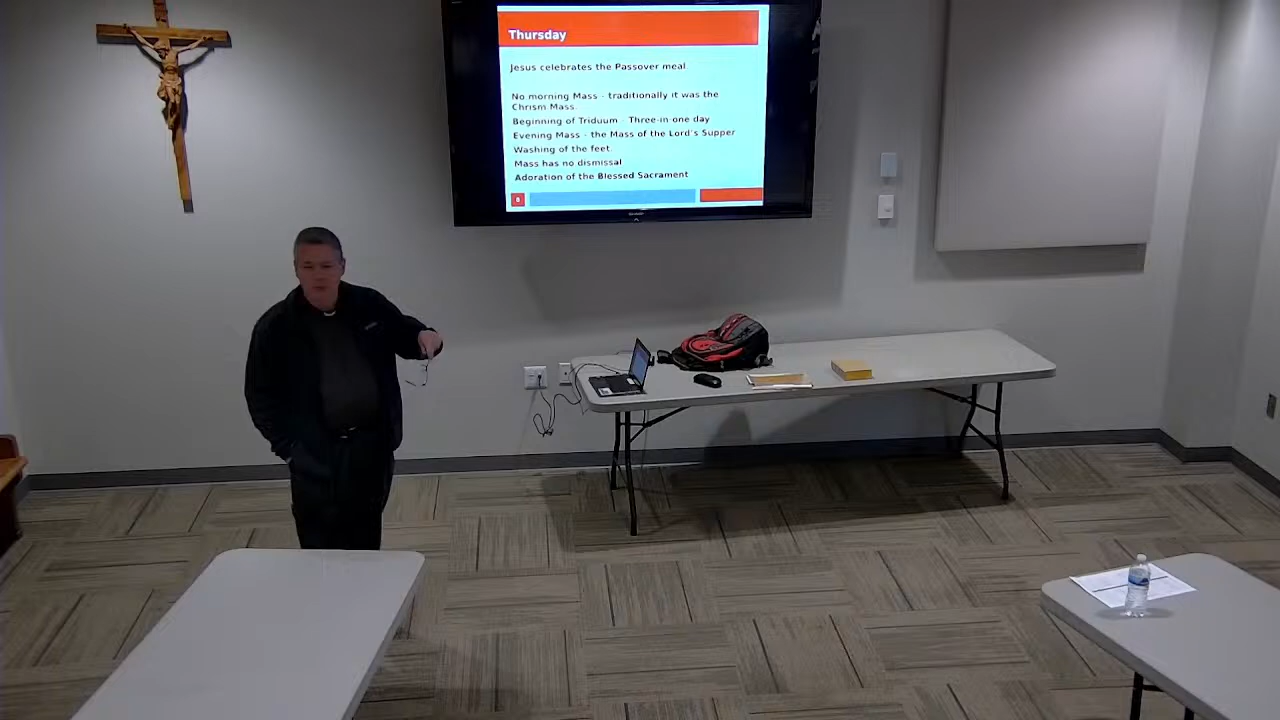 Thursday
Jesus celebrates the Passover meal
No morning Mass - traditionally it was the
Chrism Mass.
Beginning of Triduum - Three-in-one day
Evening Mass - the Mass of the Lord's Supper
Washing of the feet.
Mass has no dismissal
Adoration of the Blessed Sacrament
8
SHARP